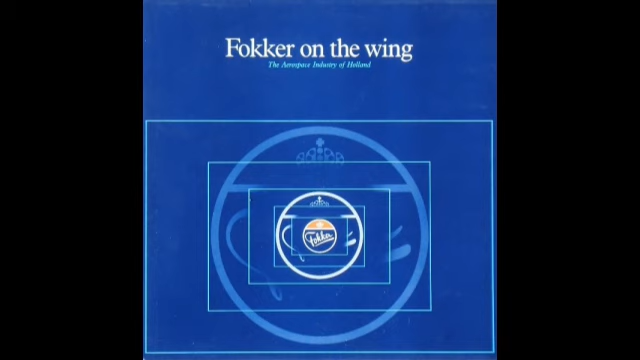 Fokker on the wing
The Aerospace Industry of Holland
Fokker